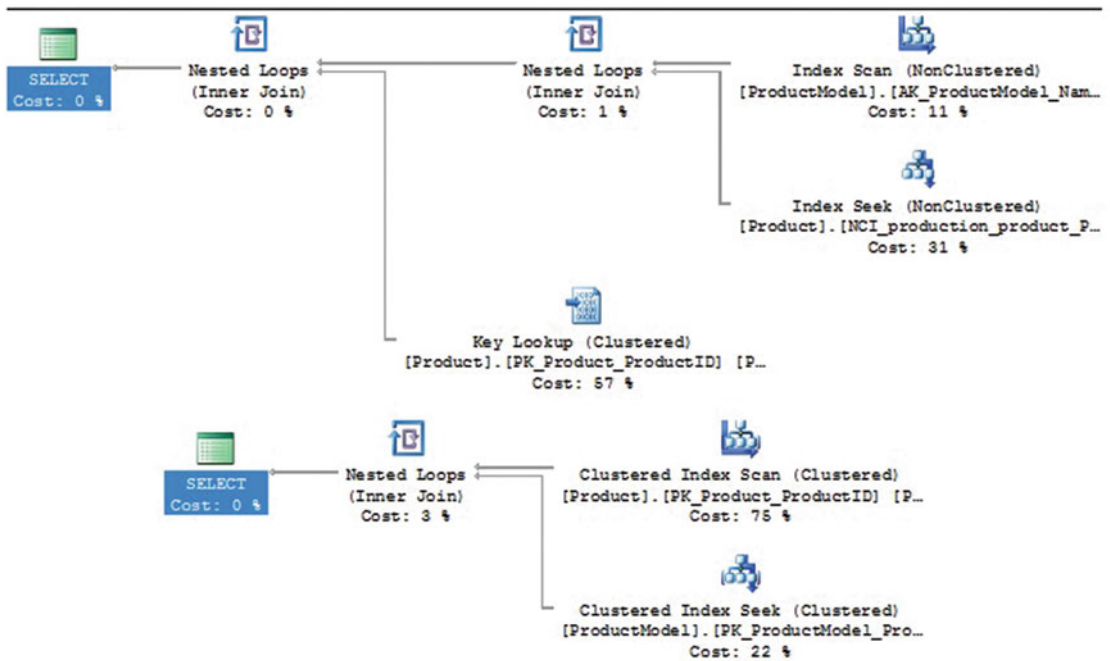 SELECT
Cost: 0 %
Nested Loops
(Inner Join)
Cost: 0 %
Nested Loops
(Inner Join)
Cost: 1 %
Index Scan (NonClustered)
[ProductModel].[AK_ProductModel_Nam…
Cost: 11 %
Index Seek (NonClustered)
[Product].[NCI_production_product_P…
Cost: 31 %
Key Lookup (Clustered)
[Product].[PK_Product_ProductID] [P…
Cost: 57 %
SELECT
Cost: 0 %
Nested Loops
(Inner Join)
Cost: 3 %
Clustered Index Scan (Clustered)
[Product].[PK_Product_ProductID] [P…
Cost: 75 %
Clustered Index Seek (Clustered)
[ProductModel].[PK_ProductModel_Pro…
Cost: 22 %